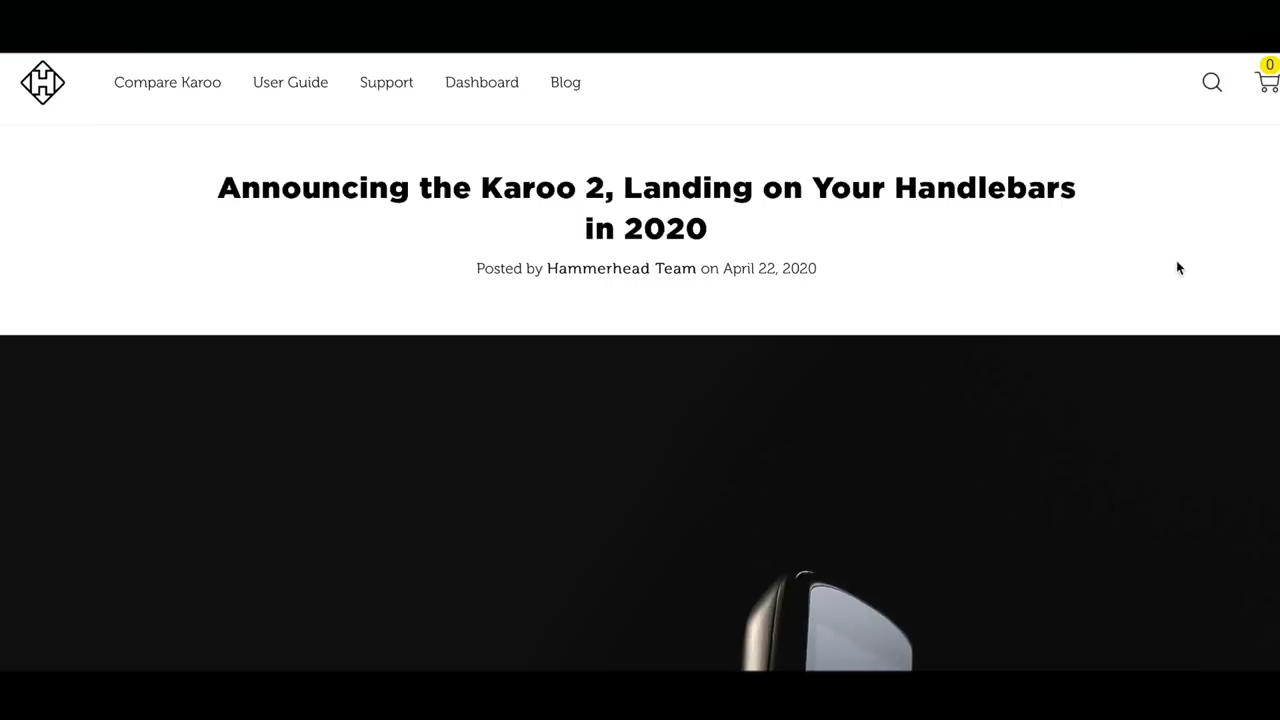 Compare Karoo User Guide Support Dashboard Blog 0
Announcing the Karoo 2, Landing on Your Handlebars
in 2020
Posted by Hammerhead Team on April 22, 2020